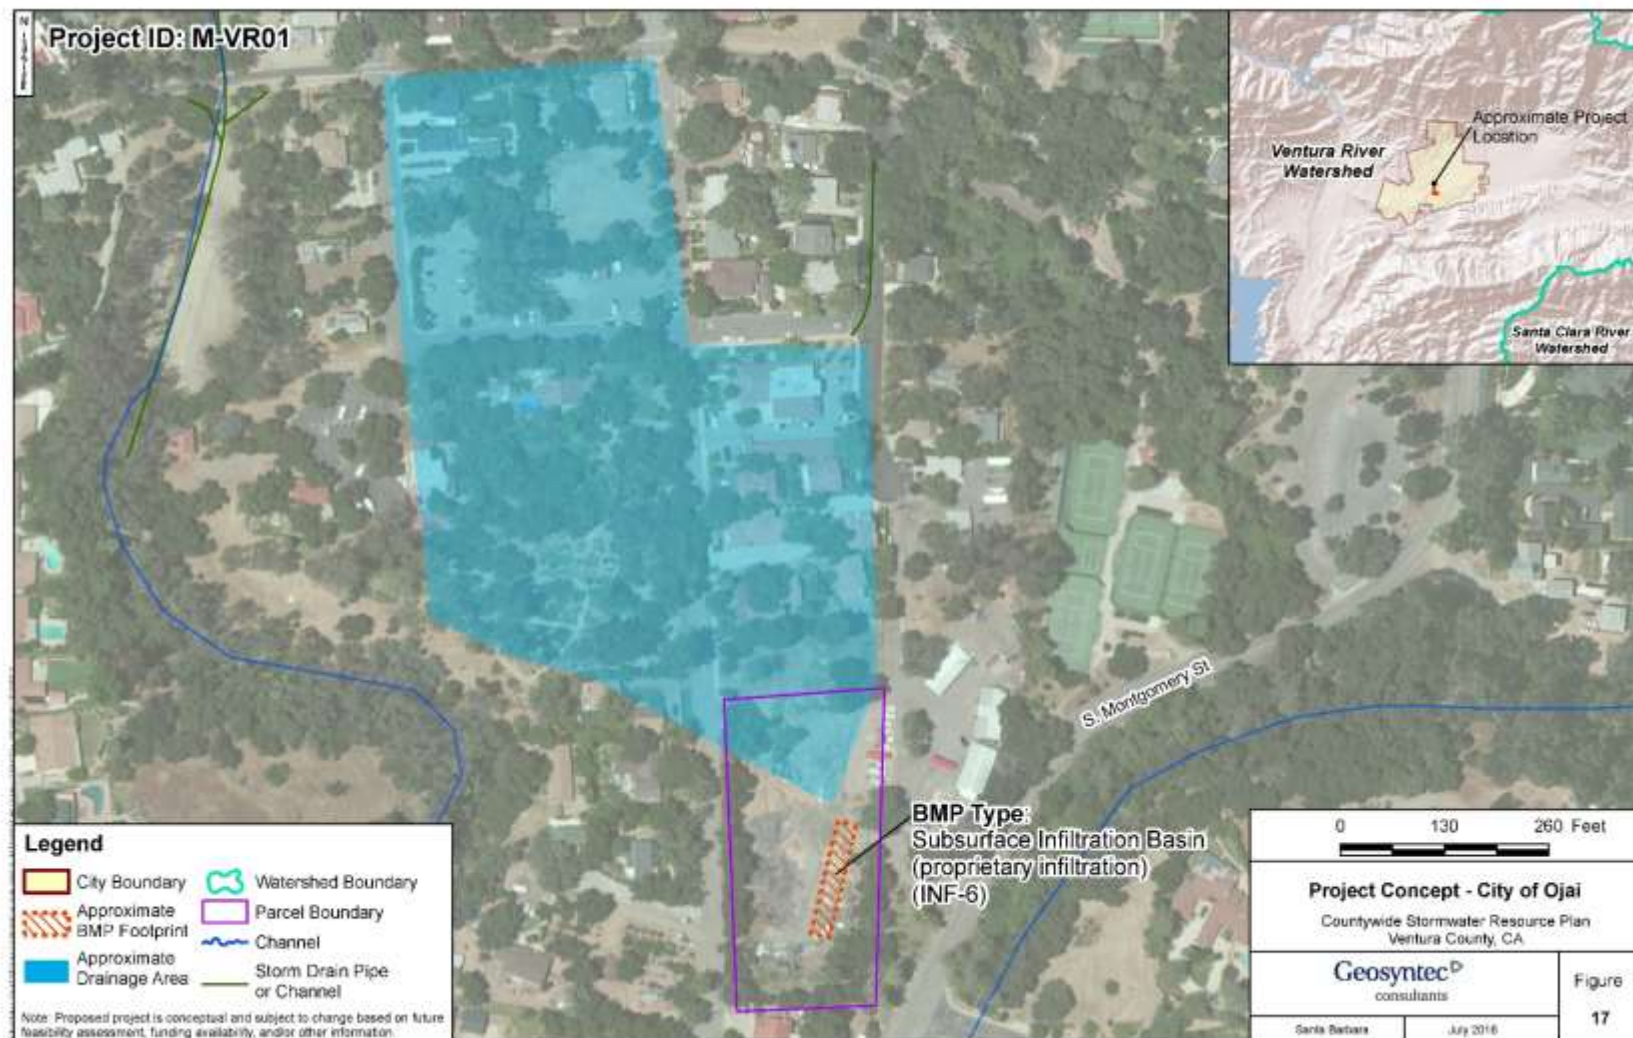 N
Project ID: M-VR01
Approximate Project
Location
Ventura River
Watershed
Santa Clara River
Watershed
S. Montgomery St
BMP Type:
Subsurface Infiltration Basin
(proprietary infiltration)
(INF-6)
Legend
City Boundary
Approximate
BMP Footprint
Approximate
Drainage Area
Watershed Boundary
Parcel Boundary
Channel
Storm Drain Pipe
or Channel
Note: Proposed project is conceptual and subject to change based on future
feasibility assessment, funding availability, and/or other information.
0 130 260 Feet
Project Concept - City of Ojai
Countywide Stormwater Resource Plan
Ventura County, CA
Geosyntec
consultants
Santa Barbara
July 2016
Figure
17